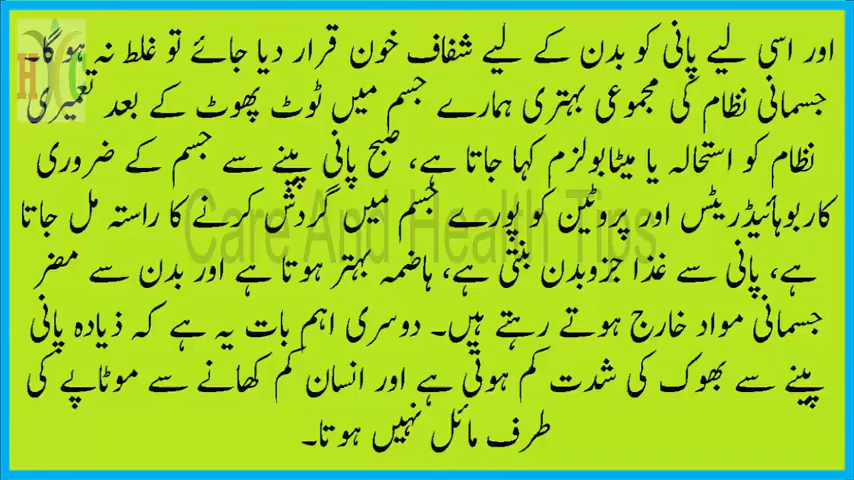 اور اسی لیے پانی کو بدن کے لیے شفاف خون قرار دیا جائے تو غلط نہ ہوگا۔
جسمانی نظام کی مجموعی بہتری ہمارے جسم میں ٹوٹ پھوٹ کے بعد تعمیری
نظام کو استحالہ یا میٹابولزم کہا جاتا ہے، صبح پانی پینے سے جسم کے ضروری
کاربوہائیڈریٹس اور پروٹین کو پورے جسم میں گردش کرنے کا راستہ مل جاتا
ہے، پانی سے غذا جزوبدن بنتی ہے، ہاضمہ بہتر ہوتا ہے اور بدن سے مضر
جسمانی مواد خارج ہوتے رہتے ہیں۔ دوسری اہم بات یہ ہے کہ ذیادہ پانی
پینے سے بھوک کی شدت کم ہوتی ہے اور انسان کم کھانے سے موٹاپے کی
طرف مائل نہیں ہوتا۔
Care And Health Tips
H C